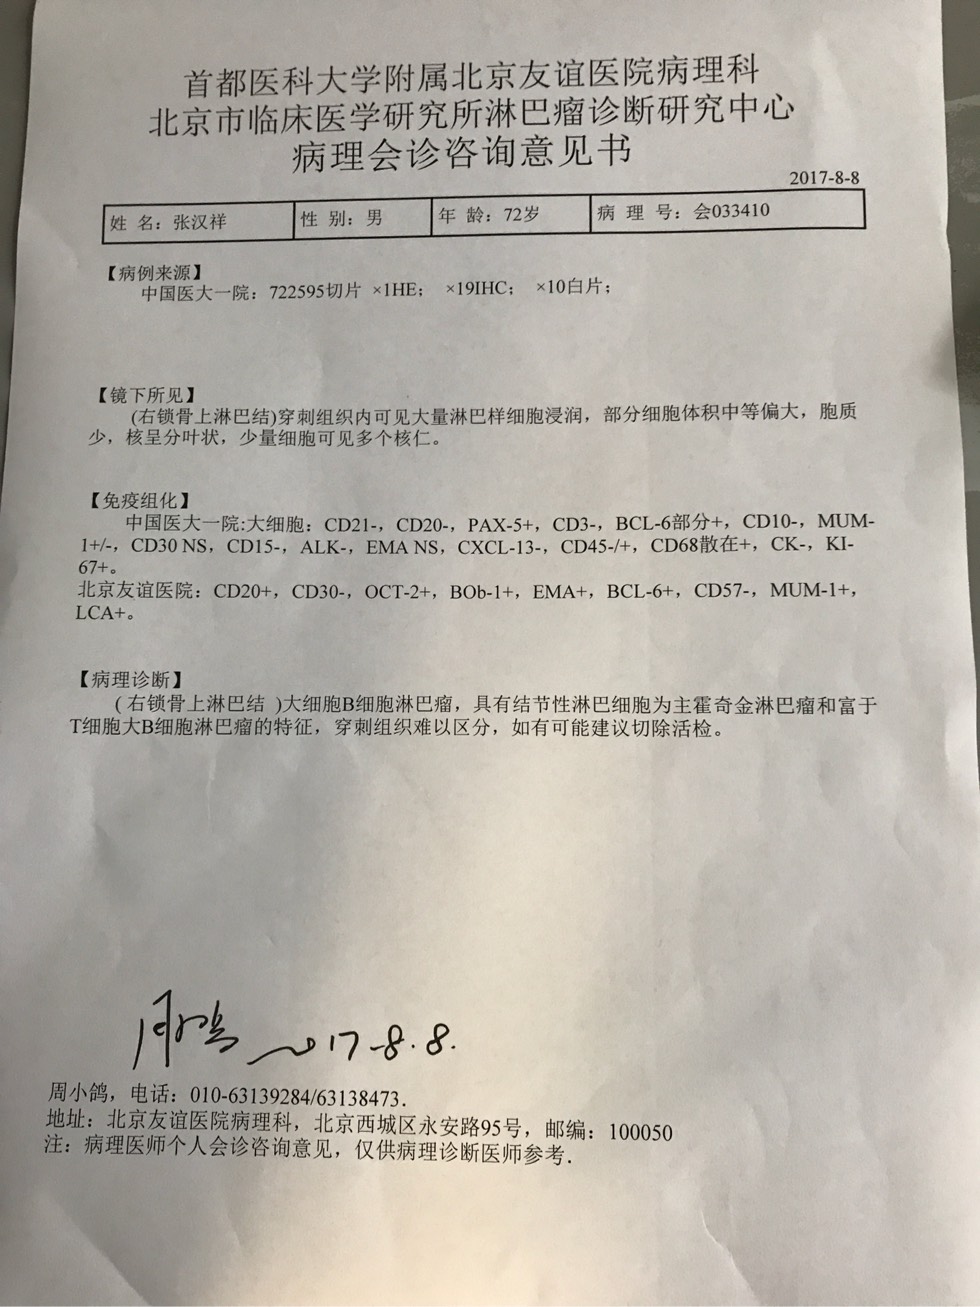 首都医科大学附属北京友谊医院病理科
北京市临床医学研究所淋巴瘤诊断研究中心
病理会诊咨询意见书
2017-8-8
姓 名：张汉祥 性 别：男 年 龄：72岁 病 理 号：会033410
【病例来源】
中国医大一院：722595切片 ×1HE； ×19IHC； ×10白片；
【镜下所见】
(右锁骨上淋巴结)穿刺组织内可见大量淋巴样细胞浸润，部分细胞体积中等偏大，胞质
少，核呈分叶状，少量细胞可见多个核仁。
【免疫组化】
中国医大一院:大细胞：CD21-，CD20-，PAX-5+，CD3-，BCL-6部分+，CD10-，MUM-
1+/-，CD30 NS，CD15-，ALK-，EMA NS，CXCL-13-，CD45-/+，CD68散在+，CK-，KI-
67+。
北京友谊医院：CD20+，CD30-，OCT-2+，BOb-1+，EMA+，BCL-6+，CD57-，MUM-1+，
LCA+。
【病理诊断】
( 右锁骨上淋巴结 )大细胞B细胞淋巴瘤，具有结节性淋巴细胞为主霍奇金淋巴瘤和富于
T细胞大B细胞淋巴瘤的特征，穿刺组织难以区分，如有可能建议切除活检。
周小鸽 2017-8.8.
周小鸽，电话：010-63139284/63138473.
地址：北京友谊医院病理科，北京西城区永安路95号，邮编：100050
注：病理医师个人会诊咨询意见，仅供病理诊断医师参考.